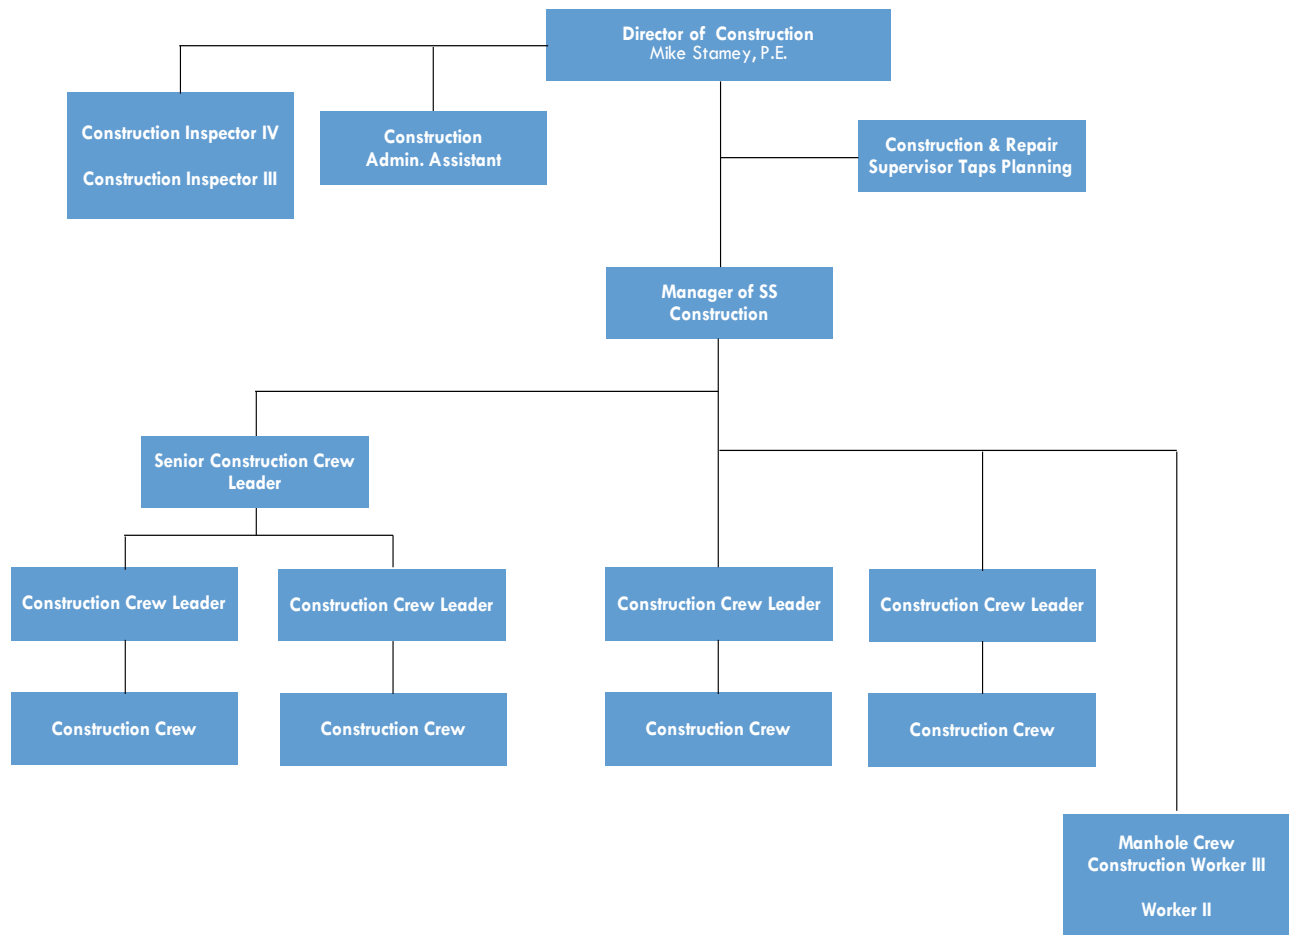 Director of Construction
Mike Stamey, P.E.
Construction Inspector IV
Construction Inspector III
Construction
Admin. Assistant
Construction & Repair
Supervisor Taps Planning
Manager of SS
Construction
Senior Construction Crew
Leader
Construction Crew Leader
Construction Crew Leader
Construction Crew Leader
Construction Crew Leader
Construction Crew
Construction Crew
Construction Crew
Construction Crew
Manhole Crew
Construction Worker III
Worker II